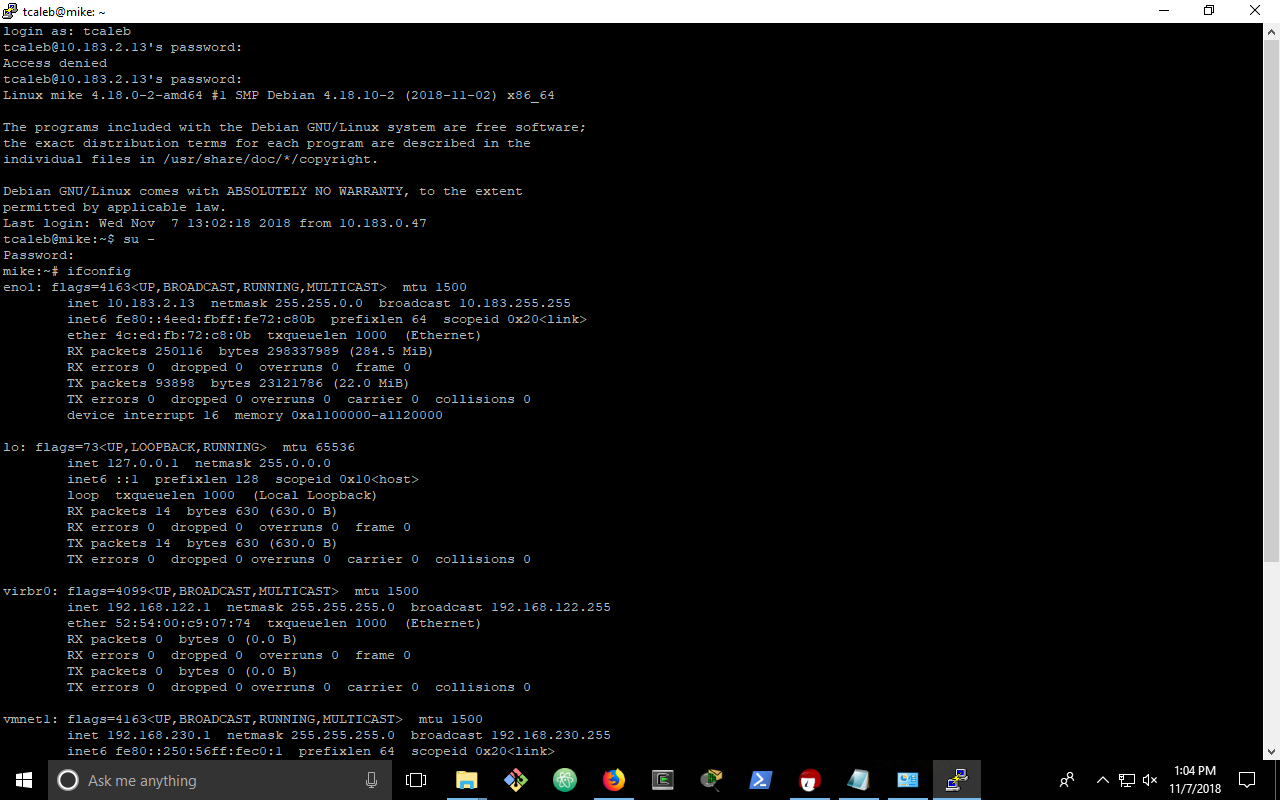 tcaleb@mike: ~
login as: tcaleb
tcaleb@10.183.2.13's password:
Access denied
tcaleb@10.183.2.13's password:
Linux mike 4.18.0-2-amd64 #1 SMP Debian 4.18.10-2 (2018-11-02) x86_64

The programs included with the Debian GNU/Linux system are free software;
the exact distribution terms for each program are described in the
individual files in /usr/share/doc/*/copyright.

Debian GNU/Linux comes with ABSOLUTELY NO WARRANTY, to the extent
permitted by applicable law.
Last login: Wed Nov  7 13:02:18 2018 from 10.183.0.47
tcaleb@mike:~$ su -
Password:
mike:~# ifconfig
eno1: flags=4163<UP,BROADCAST,RUNNING,MULTICAST>  mtu 1500
        inet 10.183.2.13  netmask 255.255.0.0  broadcast 10.183.255.255
        inet6 fe80::4eed:fbff:fe72:c80b  prefixlen 64  scopeid 0x20<link>
        ether 4c:ed:fb:72:c8:0b  txqueuelen 1000  (Ethernet)
        RX packets 250116  bytes 298337989 (284.5 MiB)
        RX errors 0  dropped 0  overruns 0  frame 0
        TX packets 93898  bytes 23121786 (22.0 MiB)
        TX errors 0  dropped 0 overruns 0  carrier 0  collisions 0
        device interrupt 16  memory 0xa1100000-a1120000

lo: flags=73<UP,LOOPBACK,RUNNING>  mtu 65536
        inet 127.0.0.1  netmask 255.0.0.0
        inet6 ::1  prefixlen 128  scopeid 0x10<host>
        loop  txqueuelen 1000  (Local Loopback)
        RX packets 14  bytes 630 (630.0 B)
        RX errors 0  dropped 0  overruns 0  frame 0
        TX packets 14  bytes 630 (630.0 B)
        TX errors 0  dropped 0 overruns 0  carrier 0  collisions 0

virbr0: flags=4099<UP,BROADCAST,MULTICAST>  mtu 1500
        inet 192.168.122.1  netmask 255.255.255.0  broadcast 192.168.122.255
        ether 52:54:00:c9:07:74  txqueuelen 1000  (Ethernet)
        RX packets 0  bytes 0 (0.0 B)
        RX errors 0  dropped 0  overruns 0  frame 0
        TX packets 0  bytes 0 (0.0 B)
        TX errors 0  dropped 0 overruns 0  carrier 0  collisions 0

vmnet1: flags=4163<UP,BROADCAST,RUNNING,MULTICAST>  mtu 1500
        inet 192.168.230.1  netmask 255.255.255.0  broadcast 192.168.230.255
        inet6 fe80::250:56ff:fec0:1  prefixlen 64  scopeid 0x20<link>
Ask me anything
1:04 PM
11/7/2018